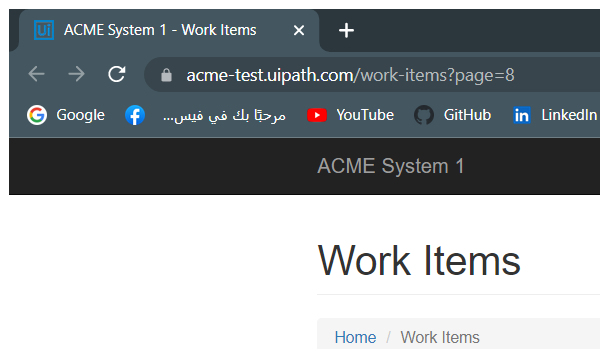 Ui ACME System 1 - Work Items
acme-test.uipath.com/work-items?page=8
Google مرحبًا بك في فيس... YouTube GitHub LinkedIn
ACME System 1
Work Items
Home / Work Items